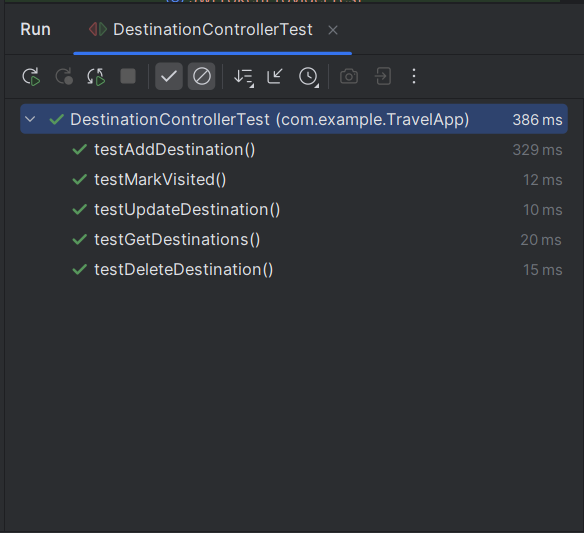 Run DestinationControllerTest
DestinationControllerTest (com.example.TravelApp) 386 ms
testAddDestination() 329 ms
testMarkVisited() 12 ms
testUpdateDestination() 10 ms
testGetDestinations() 20 ms
testDeleteDestination() 15 ms